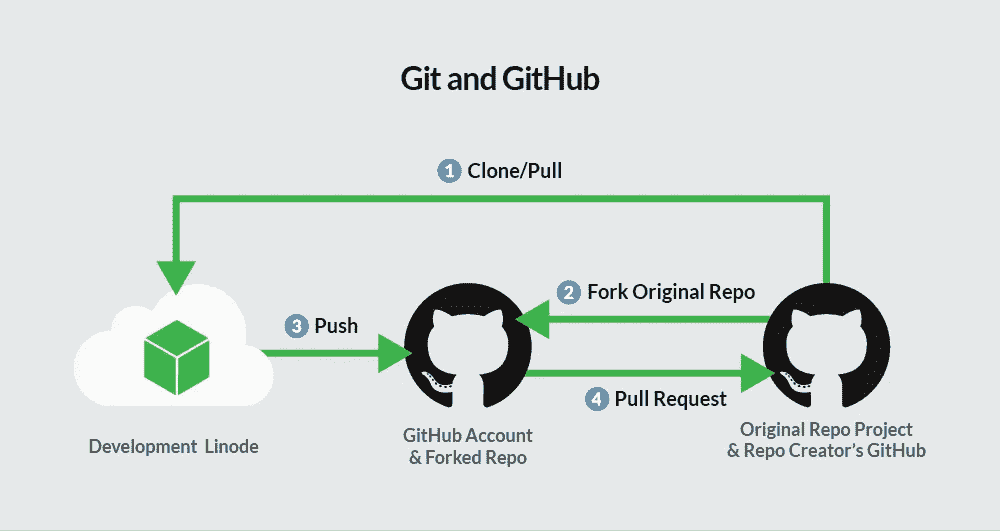 Git and GitHub
1 Clone/Pull
2 Fork Original Repo
3 Push
4 Pull Request
Development Linode
GitHub Account
& Forked Repo
Original Repo Project
& Repo Creator's GitHub